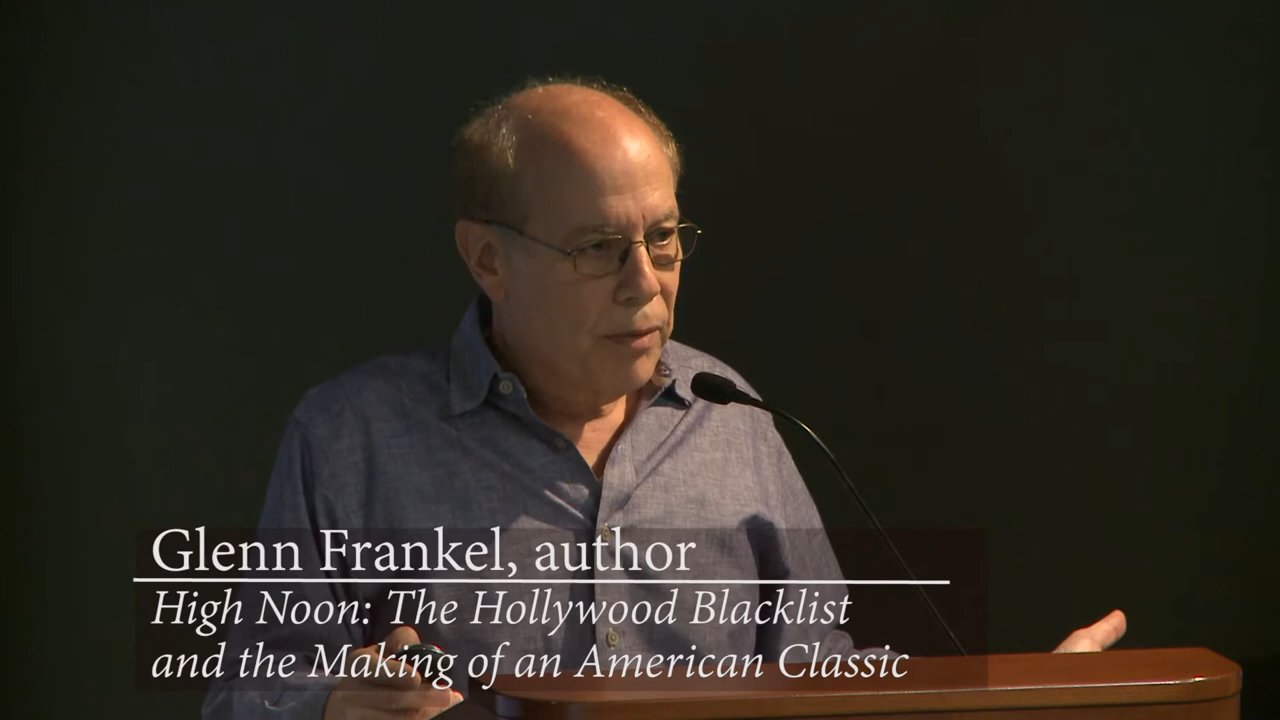 Glenn Frankel, author
High Noon: The Hollywood Blacklist
and the Making of an American Classic